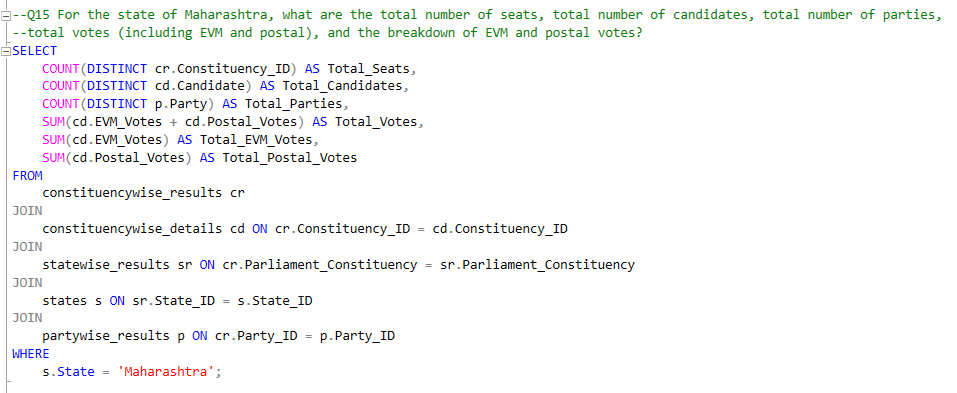 --Q15 For the state of Maharashtra, what are the total number of seats, total number of candidates, total number of parties,
--total votes (including EVM and postal), and the breakdown of EVM and postal votes?
SELECT
    COUNT(DISTINCT cr.Constituency_ID) AS Total_Seats,
    COUNT(DISTINCT cd.Candidate) AS Total_Candidates,
    COUNT(DISTINCT p.Party) AS Total_Parties,
    SUM(cd.EVM_Votes + cd.Postal_Votes) AS Total_Votes,
    SUM(cd.EVM_Votes) AS Total_EVM_Votes,
    SUM(cd.Postal_Votes) AS Total_Postal_Votes
FROM
    constituencywise_results cr
JOIN
    constituencywise_details cd ON cr.Constituency_ID = cd.Constituency_ID
JOIN
    statewise_results sr ON cr.Parliament_Constituency = sr.Parliament_Constituency
JOIN
    states s ON sr.State_ID = s.State_ID
JOIN
    partywise_results p ON cr.Party_ID = p.Party_ID
WHERE
    s.State = 'Maharashtra';